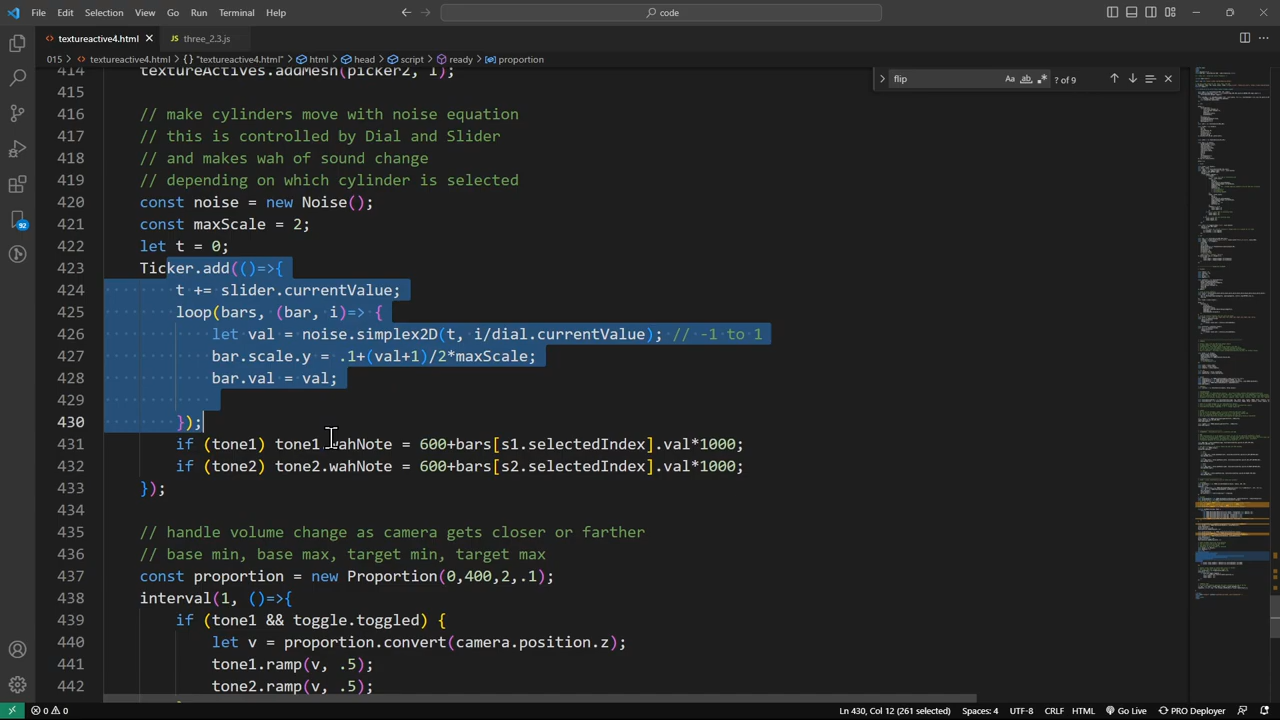 File Edit Selection View Go Run Terminal Help
code
textureactive4.html
three_2.3.js
015 textureactive4.html "textureactive4.html" html head script ready proportion
flip
Aa ab ? of 9
414 textureActives.addMesh(picker2, 1);
415
416 // make cylinders move with noise equation
417 // this is controlled by Dial and Slider
418 // and makes wah of sound change
419 // depending on which cylinder is selected
420 const noise = new Noise();
421 const maxScale = 2;
422 let t = 0;
423 Ticker.add(()=>{
424 t += slider.currentValue;
425 loop(bars, (bar, i)=> {
426 let val = noise.simplex2D(t, i/dial.currentValue); // -1 to 1
427 bar.scale.y = .1+(val+1)/2*maxScale;
428 bar.val = val;
429
430 });
431 if (tone1) tone1.wahNote = 600+bars[s1.selectedIndex].val*1000;
432 if (tone2) tone2.wahNote = 600+bars[s2.selectedIndex].val*1000;
433 });
434
435 // handle volume change as camera gets closer or farther
436 // base min, base max, target min, target max
437 const proportion = new Proportion(0,400,2,.1);
438 interval(1, ()=>{
439 if (tone1 && toggle.toggled) {
440 let v = proportion.convert(camera.position.z);
441 tone1.ramp(v, .5);
442 tone2.ramp(v, .5);
92
0 0 Ln 430, Col 12 (261 selected) Spaces: 4 UTF-8 CRLF HTML Go Live PRO Deployer